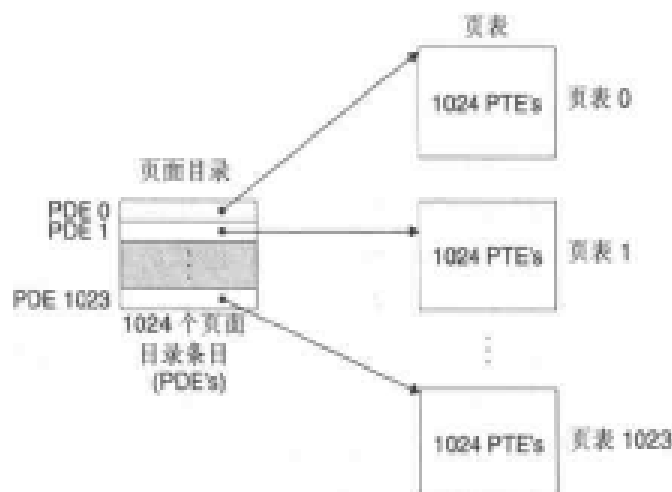 页表
1024 PTE's
页表 0
页面目录
PDE 0
PDE 1
1024 PTE's
页表 1
PDE 1023
1024 个页面
目录条目
(PDE's)
1024 PTE's
页表 1023